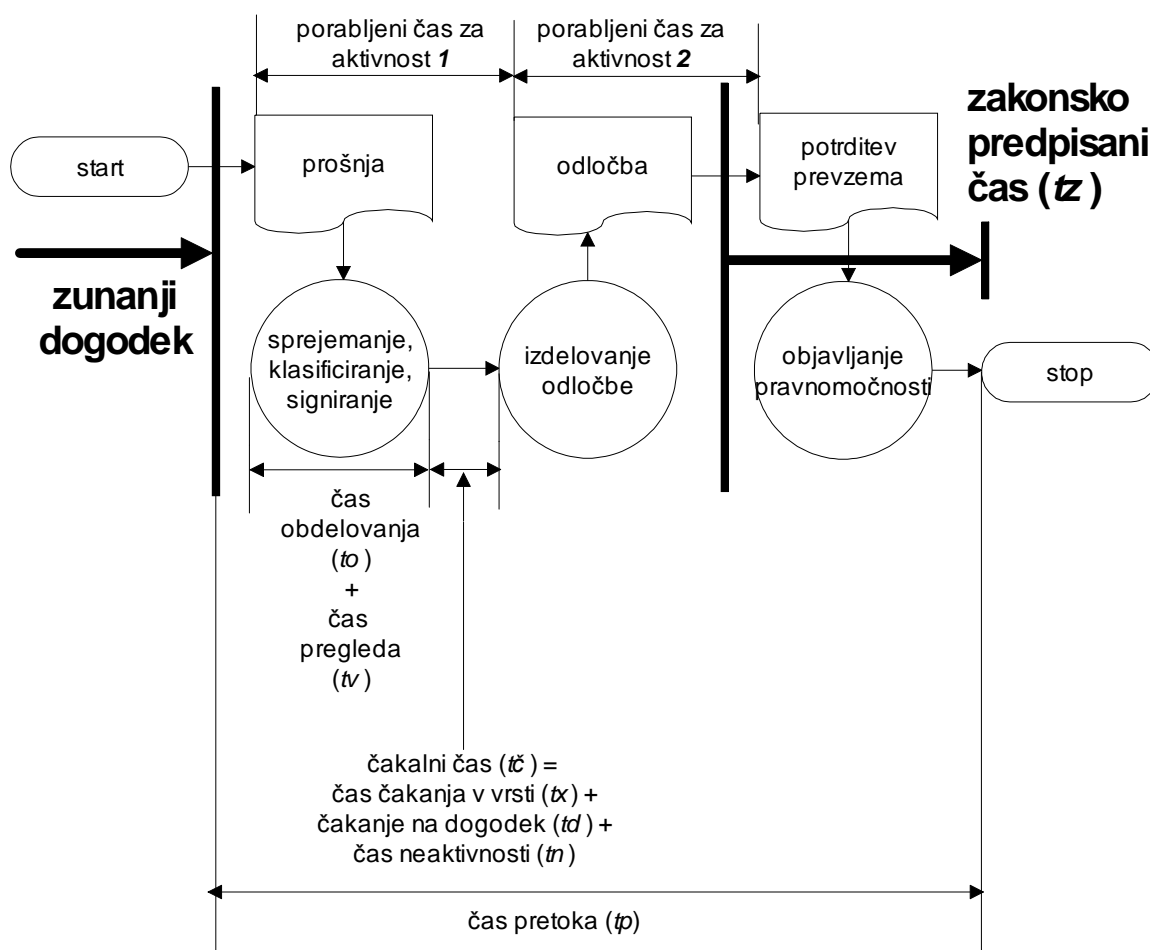 porabljeni čas za
aktivnost 1
porabljeni čas za
aktivnost 2
zakonsko
predpisani
čas (tz)
start
prošnja
odločba
potrditev
prevzema
zunanji
dogodek
sprejemanje,
klasificiranje,
signiranje
izdelovanje
odločbe
objavljanje
pravnomočnosti
stop
čas
obdelovanja
(to)
+
čas
pregleda
(tv)
čakalni čas (tč) =
čas čakanja v vrsti (tx) +
čakanje na dogodek (td) +
čas neaktivnosti (tn)
čas pretoka (tp)